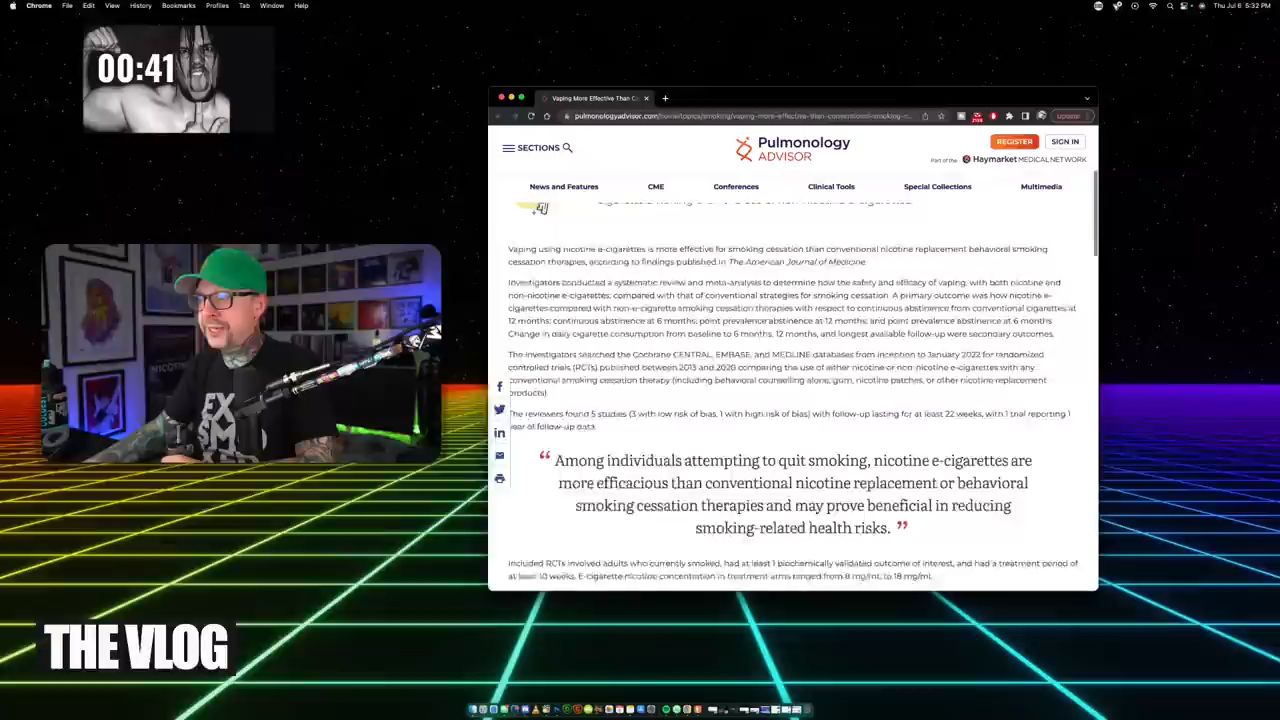 Chrome File Edit View History Bookmarks Profiles Tab Window Help
Thu Jul 6 5:32 PM
00:41
Vaping More Effective Than Co
pulmonologyadvisor.com/home/topics/smoking/vaping-more-effective-than-conventional-smoking-n...
Update
SECTIONS
Pulmonology
ADVISOR
REGISTER
SIGN IN
Part of the Haymarket MEDICAL NETWORK
News and Features
CME
Conferences
Clinical Tools
Special Collections
Multimedia
Vaping using nicotine e-cigarettes is more effective for smoking cessation than conventional nicotine replacement behavioral smoking
cessation therapies, according to findings published in The American Journal of Medicine.
Investigators conducted a systematic review and meta-analysis to determine how the safety and efficacy of vaping, with both nicotine and
non-nicotine e-cigarettes, compared with that of conventional strategies for smoking cessation. A primary outcome was how nicotine e-
cigarettes compared with non-e-cigarette smoking cessation therapies with respect to continuous abstinence from conventional cigarettes at
12 months; continuous abstinence at 6 months; point prevalence abstinence at 12 months; and point prevalence abstinence at 6 months.
Change in daily cigarette consumption from baseline to 6 months, 12 months, and longest available follow-up were secondary outcomes.
The investigators searched the Cochrane CENTRAL, EMBASE, and MEDLINE databases from inception to January 2022 for randomized
controlled trials (RCTs) published between 2013 and 2020 comparing the use of either nicotine or non-nicotine e-cigarettes with any
conventional smoking cessation therapy (including behavioral counselling alone, gum, nicotine patches, or other nicotine replacement
products).
The reviewers found 5 studies (3 with low risk of bias, 1 with high risk of bias) with follow-up lasting for at least 22 weeks, with 1 trial reporting 1
year of follow-up data.
“ Among individuals attempting to quit smoking, nicotine e-cigarettes are
more efficacious than conventional nicotine replacement or behavioral
smoking cessation therapies and may prove beneficial in reducing
smoking-related health risks. ”
Included RCTs involved adults who currently smoked, had at least 1 biochemically validated outcome of interest, and had a treatment period of
at least 10 weeks. E-cigarette nicotine concentration in treatment arms ranged from 8 mg/mL to 18 mg/ml.
THE VLOG